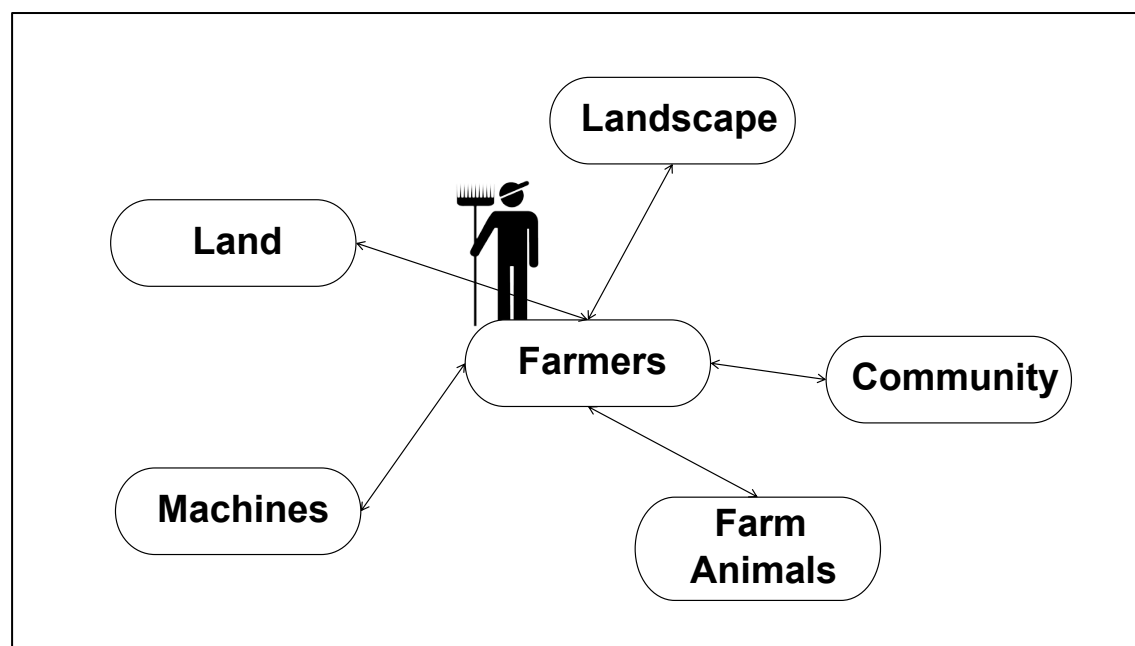 Landscape
Land
Farmers
Community
Machines
Farm
Animals